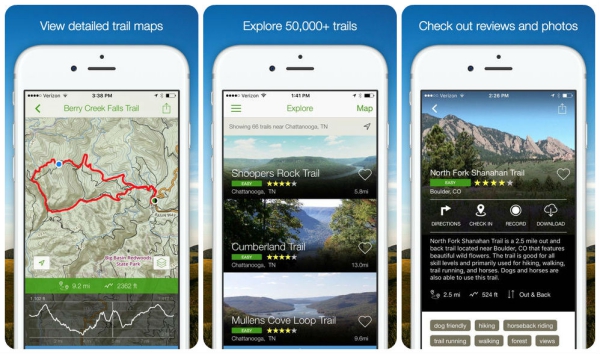 View detailed trail maps
Verizon 3:38 PM
Berry Creek Falls Trail
Big Basin Redwoods
State Park
9.2 mi 2362 ft
Explore 50,000+ trails
Verizon 1:41 PM
Explore Map
Showing 66 trails near Chattanooga, TN
Snoopers Rock Trail
EASY
Chattanooga, TN 5.8mi
Cumberland Trail
EASY
Chattanooga, TN 13.0mi
Mullens Cove Loop Trail
EASY
Chattanooga, TN 9.6mi
Check out reviews and photos
Verizon 2:26 PM
North Fork Shanahan Trail
EASY
Boulder, CO
DIRECTIONS CHECK IN RECORD DOWNLOAD
North Fork Shanahan Trail is a 2.5 mile out and
back trail located near Boulder, CO that features
beautiful wild flowers. The trail is good for all
skill levels and primarily used for hiking, walking,
trail running, and horses. Dogs and horses are
also able to use this trail.
2.5 mi 524 ft Out & Back
dog friendly hiking horseback riding
trail running walking forest views